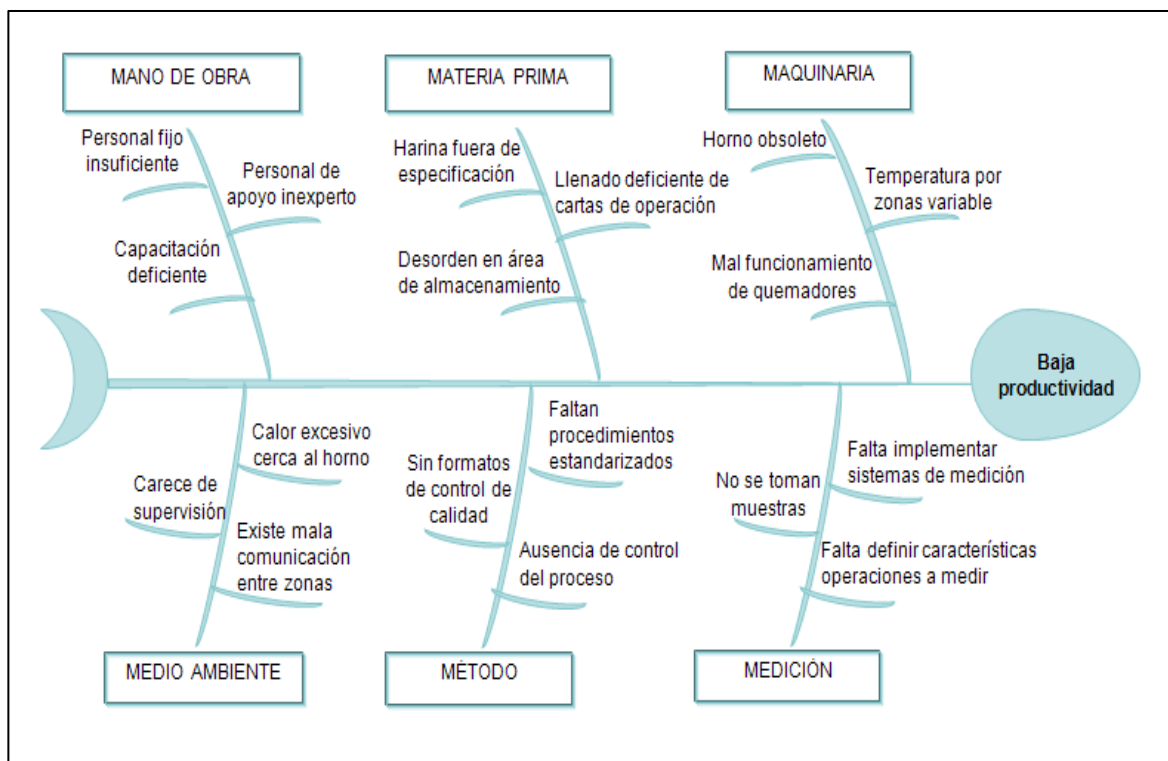 MANO DE OBRA
MATERIA PRIMA
MAQUINARIA
Personal fijo
insuficiente
Personal de
apoyo inexperto
Capacitación
deficiente
Harina fuera de
especificación
Llenado deficiente de
cartas de operación
Desorden en área
de almacenamiento
Horno obsoleto
Temperatura por
zonas variable
Mal funcionamiento
de quemadores
Baja
productividad
Calor excesivo
cerca al horno
Carece de
supervisión
Existe mala
comunicación
entre zonas
Faltan
procedimientos
estandarizados
Sin formatos
de control de
calidad
Ausencia de control
del proceso
Falta implementar
sistemas de medición
No se toman
muestras
Falta definir característicás
operaciones a medir
MEDIO AMBIENTE
MÉTODO
MEDICIÓN